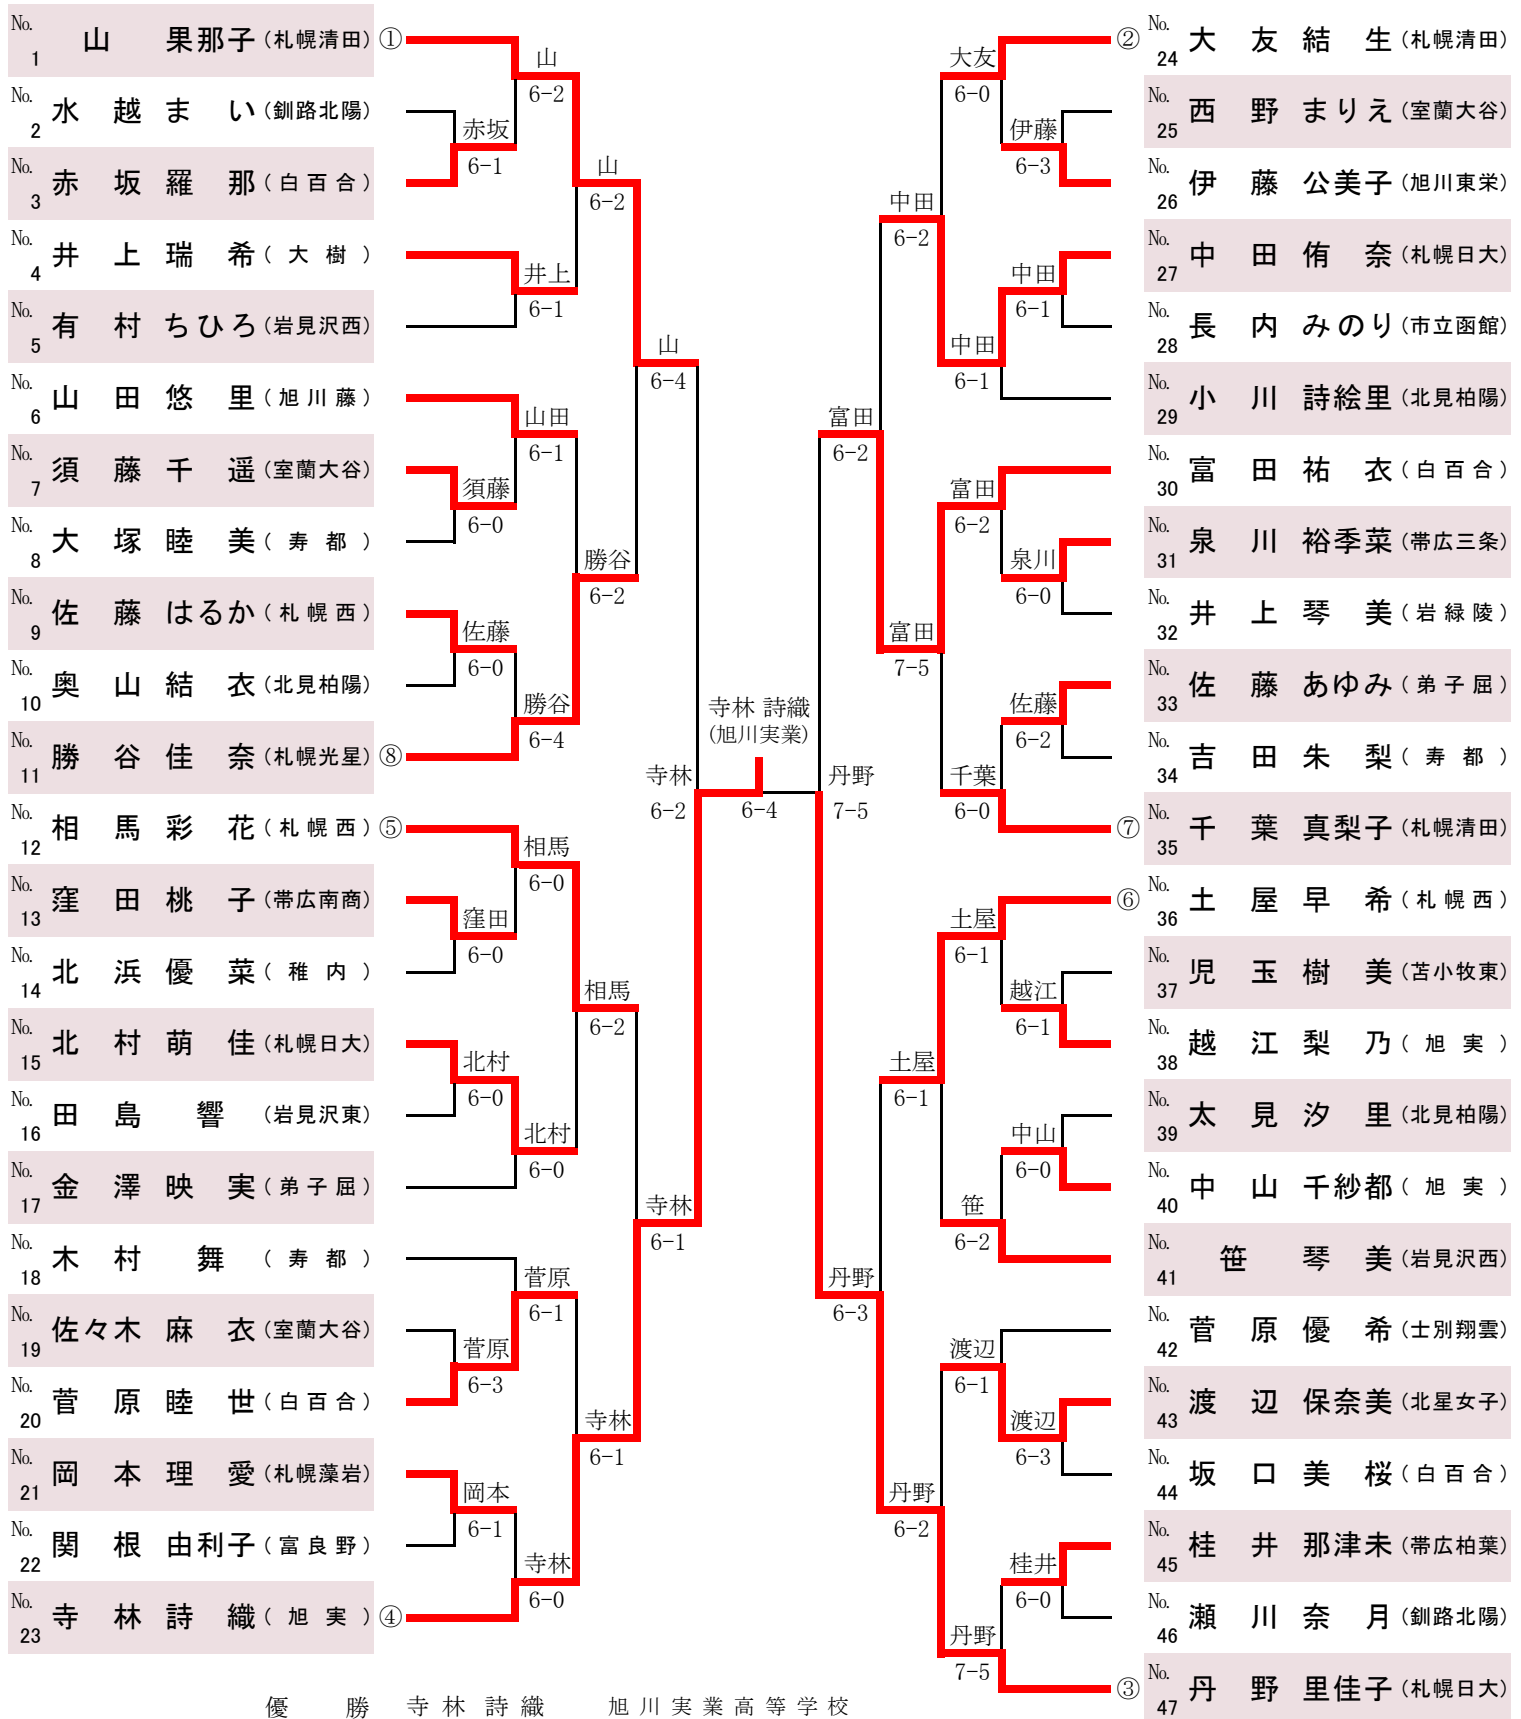 No. 1 山 果那子 (札幌清田) ①
No. 2 水越 まい (釧路北陽)
No. 3 赤坂 羅那 (白百合)
No. 4 井上 瑞希 (大樹)
No. 5 有村 ちひろ (岩見沢西)
No. 6 山田 悠里 (旭川藤)
No. 7 須藤 千遥 (室蘭大谷)
No. 8 大塚 睦美 (寿都)
No. 9 佐藤 はるか (札幌西)
No. 10 奥山 結衣 (北見柏陽)
No. 11 勝谷 佳奈 (札幌光星) ⑧
No. 12 相馬 彩花 (札幌西) ⑤
No. 13 窪田 桃子 (帯広南商)
No. 14 北浜 優菜 (稚内)
No. 15 北村 萌佳 (札幌日大)
No. 16 田島 響 (岩見沢東)
No. 17 金澤 映実 (弟子屈)
No. 18 木村 舞 (寿都)
No. 19 佐々木 麻衣 (室蘭大谷)
No. 20 菅原 睦世 (白百合)
No. 21 岡本 理愛 (札幌藻岩)
No. 22 関根 由利子 (富良野)
No. 23 寺林 詩織 (旭実) ④
赤坂
6-1
須藤
6-0
佐藤
6-0
窪田
6-0
北村
6-0
菅原
6-3
岡本
6-1
山
6-2
井上
6-1
山田
6-1
勝谷
6-4
相馬
6-0
北村
6-0
菅原
6-1
寺林
6-0
山
6-2
勝谷
6-2
相馬
6-2
寺林
6-1
山
6-4
寺林
6-1
寺林
6-2
寺林 詩織
(旭川実業)
6-4
丹野
7-5
富田
6-2
丹野
6-3
中田
6-2
富田
7-5
土屋
6-1
丹野
6-2
大友
6-0
中田
6-1
富田
6-2
千葉
6-0
土屋
6-1
笹
6-2
渡辺
6-1
丹野
7-5
伊藤
6-3
中田
6-1
泉川
6-0
佐藤
6-2
越江
6-1
中山
6-0
渡辺
6-3
桂井
6-0
② No. 24 大友 結生 (札幌清田)
No. 25 西野 まりえ (室蘭大谷)
No. 26 伊藤 公美子 (旭川東栄)
No. 27 中田 侑奈 (札幌日大)
No. 28 長内 みのり (市立函館)
No. 29 小川 詩絵里 (北見柏陽)
No. 30 富田 祐衣 (白百合)
No. 31 泉川 裕季菜 (帯広三条)
No. 32 井上 琴美 (岩緑陵)
No. 33 佐藤 あゆみ (弟子屈)
No. 34 吉田 朱梨 (寿都)
⑦ No. 35 千葉 真梨子 (札幌清田)
⑥ No. 36 土屋 早希 (札幌西)
No. 37 児玉 樹美 (苫小牧東)
No. 38 越江 梨乃 (旭実)
No. 39 太見 汐里 (北見柏陽)
No. 40 中山 千紗都 (旭実)
No. 41 笹 琴美 (岩見沢西)
No. 42 菅原 優希 (士別翔雲)
No. 43 渡辺 保奈美 (北星女子)
No. 44 坂口 美桜 (白百合)
No. 45 桂井 那津未 (帯広柏葉)
No. 46 瀬川 奈月 (釧路北陽)
③ No. 47 丹野 里佳子 (札幌日大)
優勝 寺林詩織 旭川実業高等学校